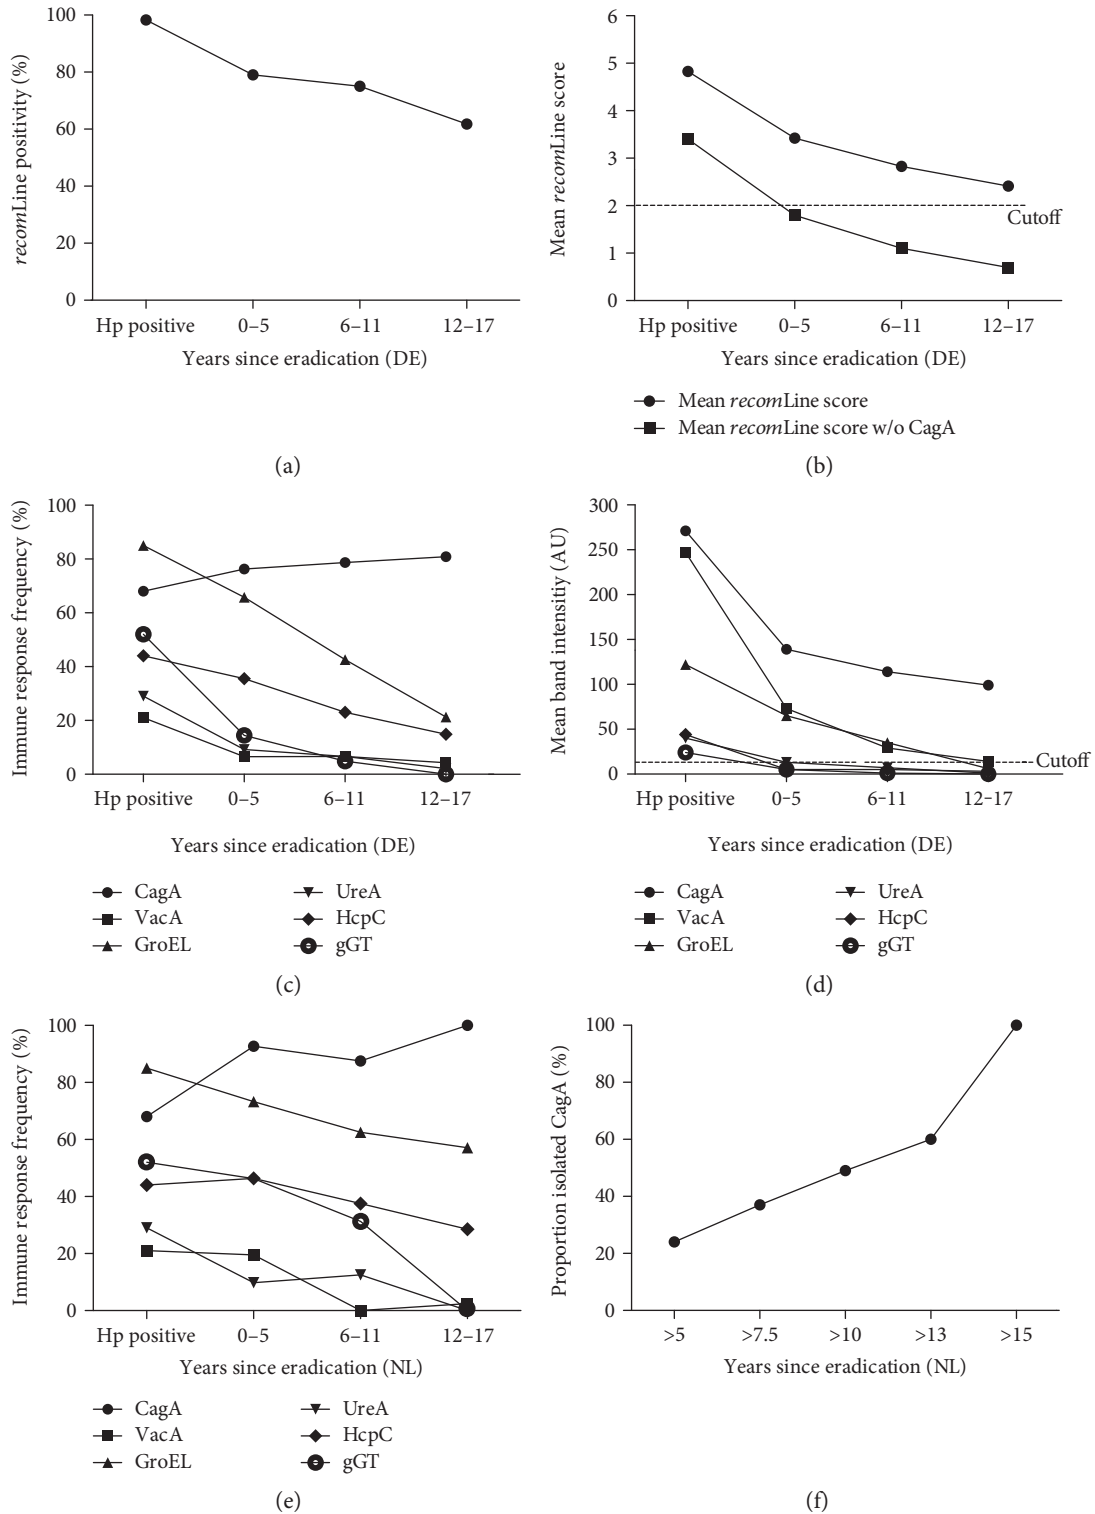 100
80
60
40
20
0
recomLine positivity (%)
Hp positive 0–5 6–11 12–17
Years since eradication (DE)
(a)
6
5
4
3
2
1
0
Mean recomLine score
Cutoff
Hp positive 0–5 6–11 12–17
Years since eradication (DE)
Mean recomLine score
Mean recomLine score w/o CagA
(b)
100
80
60
40
20
0
Immune response frequency (%)
Hp positive 0–5 6–11 12–17
Years since eradication (DE)
CagA UreA
VacA HcpC
GroEL gGT
(c)
300
250
200
150
100
50
0
Mean band intensitiy (AU)
Cutoff
Hp positive 0-5 6-11 12-17
Years since eradication (DE)
CagA UreA
VacA HcpC
GroEL gGT
(d)
100
80
60
40
20
0
Immune response frequency (%)
Hp positive 0–5 6–11 12–17
Years since eradication (NL)
CagA UreA
VacA HcpC
GroEL gGT
(e)
100
80
60
40
20
0
Proportion isolated CagA (%)
>5 >7.5 >10 >13 >15
Years since eradication (NL)
(f)